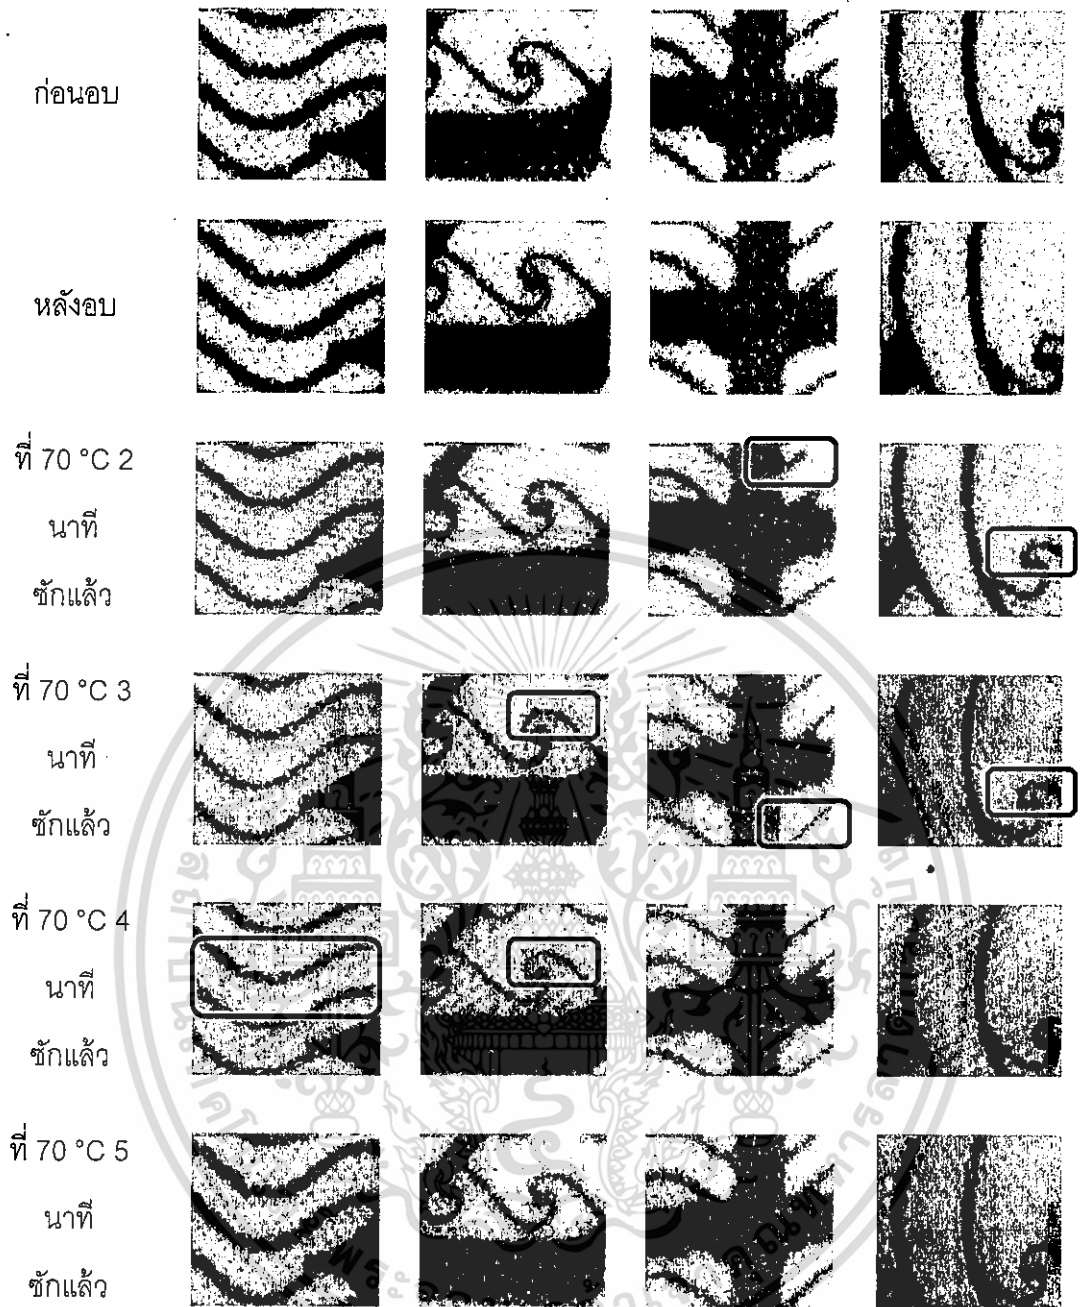 ก่อนอบ
หลังอบ
ที่ 70 °C 2
นาที
ซักแล้ว
ที่ 70 °C 3
นาที
ซักแล้ว
ที่ 70 °C 4
นาที
ซักแล้ว
ที่ 70 °C 5
นาที
ซักแล้ว